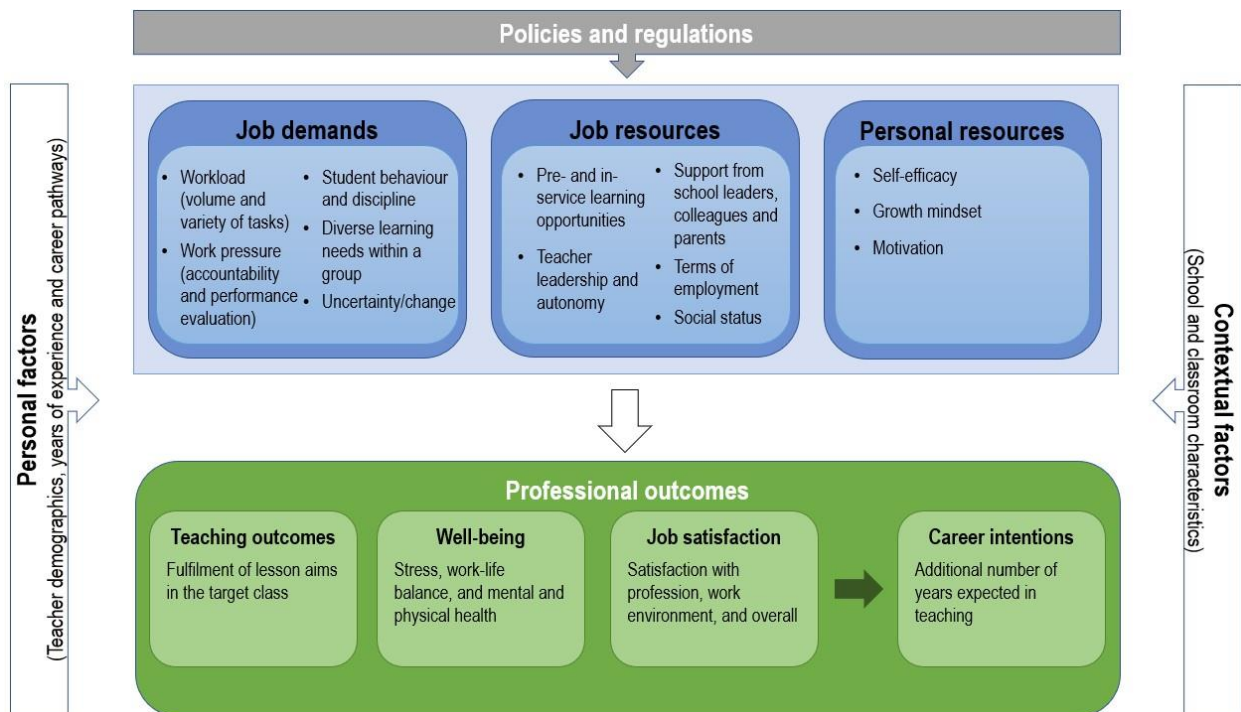 Policies and regulations
Personal factors
(Teacher demographics, years of experience and career pathways)
Job demands
• Workload
(volume and
variety of tasks)
• Work pressure
(accountability
and performance
evaluation)
• Student behaviour
and discipline
• Diverse learning
needs within a
group
• Uncertainty/change
Job resources
• Pre- and in-
service learning
opportunities
• Teacher
leadership and
autonomy
• Support from
school leaders,
colleagues and
parents
• Terms of
employment
• Social status
Personal resources
• Self-efficacy
• Growth mindset
• Motivation
Contextual factors
(School and classroom characteristics)
Professional outcomes
Teaching outcomes
Fulfilment of lesson aims
in the target class
Well-being
Stress, work-life
balance, and mental and
physical health
Job satisfaction
Satisfaction with
profession, work
environment, and overall
Career intentions
Additional number of
years expected in
teaching